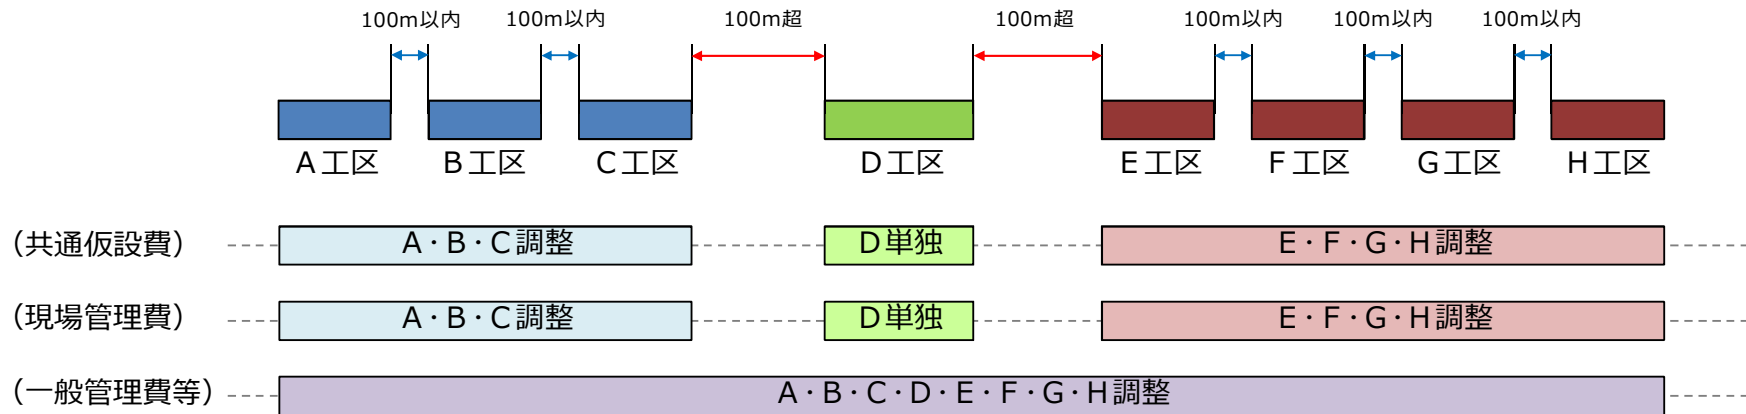 100m以内 100m以内 100m超 100m超 100m以内 100m以内 100m以内
A工区 B工区 C工区 D工区 E工区 F工区 G工区 H工区
(共通仮設費) A・B・C調整 D単独 E・F・G・H調整
(現場管理費) A・B・C調整 D単独 E・F・G・H調整
(一般管理費等) A・B・C・D・E・F・G・H調整